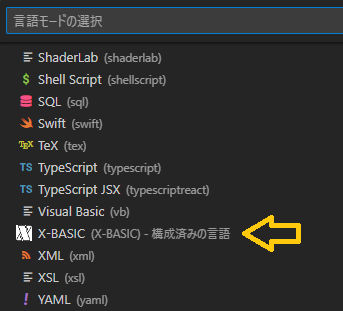 言語モードの選択
ShaderLab (shaderlab)
$ Shell Script (shellscript)
SQL (sql)
Swift (swift)
TEX TeX (tex)
TS TypeScript (typescript)
TS TypeScript JSX (typescriptreact)
Visual Basic (vb)
X X-BASIC (X-BASIC) - 構成済みの言語
XML (xml)
XSL (xsl)
! YAML (yaml)